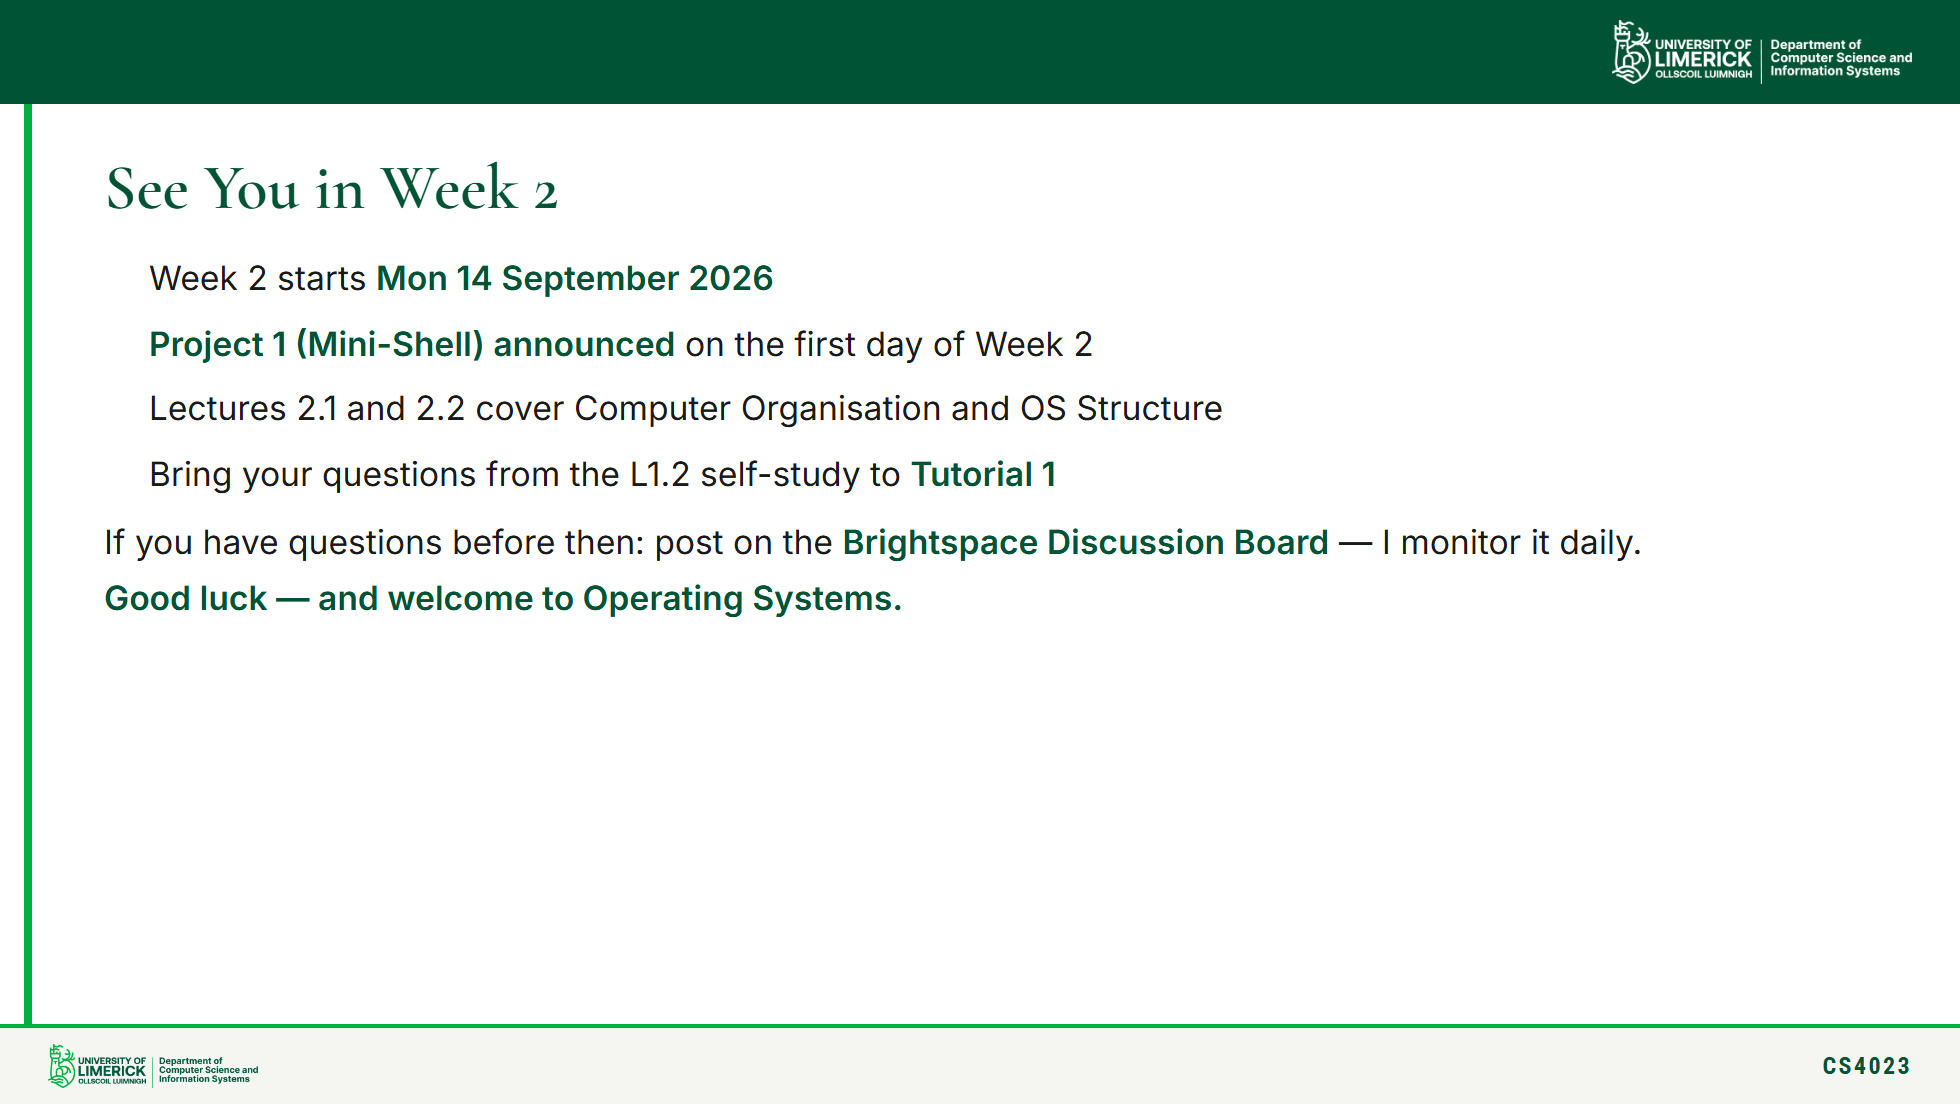 UNIVERSITY OF
LIMERICK
OLLSCOIL LUIMNIGH
Department of
Computer Science and
Information Systems
See You in Week 2
Week 2 starts Mon 14 September 2026
Project 1 (Mini-Shell) announced on the first day of Week 2
Lectures 2.1 and 2.2 cover Computer Organisation and OS Structure
Bring your questions from the L1.2 self-study to Tutorial 1
If you have questions before then: post on the Brightspace Discussion Board — I monitor it daily.
Good luck — and welcome to Operating Systems.
UNIVERSITY OF
LIMERICK
OLLSCOIL LUIMNIGH
Department of
Computer Science and
Information Systems
CS4023